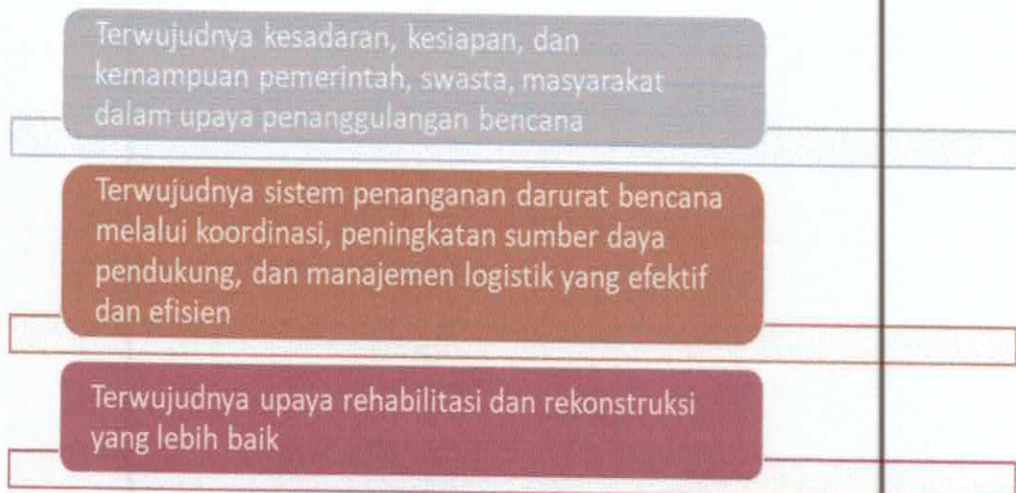 Terwujudnya kesadaran, kesiapan, dan
kemampuan pemerintah, swasta, masyarakat
dalam upaya penanggulangan bencana
Terwujudnya sistem penanganan darurat bencana
melalui koordinasi, peningkatan sumber daya
pendukung, dan manajemen logistik yang efektif
dan efisien
Terwujudnya upaya rehabilitasi dan rekonstruksi
yang lebih baik